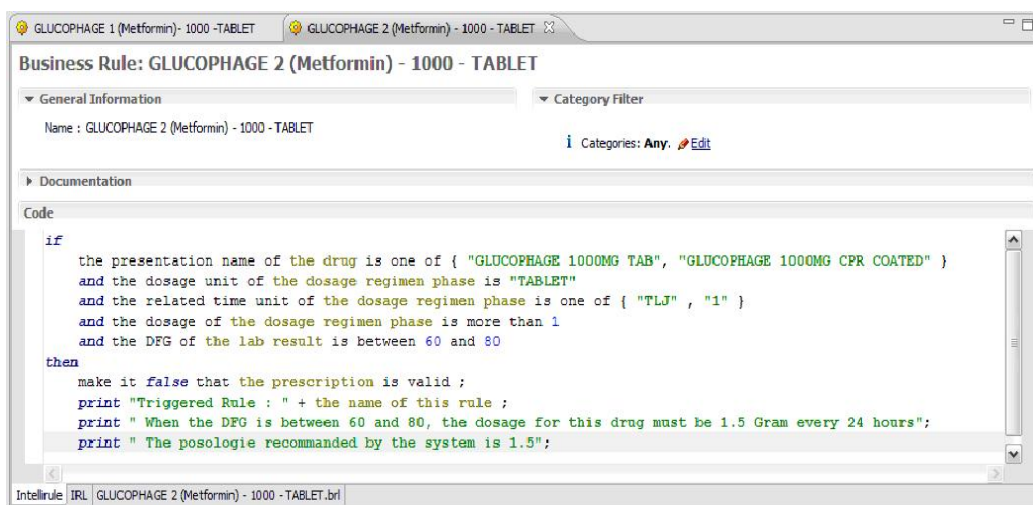 GLUCOPHAGE 1 (Metformin)- 1000 -TABLET
GLUCOPHAGE 2 (Metformin) - 1000 - TABLET
Business Rule: GLUCOPHAGE 2 (Metformin) - 1000 - TABLET
General Information
Category Filter
Name : GLUCOPHAGE 2 (Metformin) - 1000 - TABLET
i Categories: Any. Edit
Documentation
Code
if
the presentation name of the drug is one of { "GLUCOPHAGE 1000MG TAB", "GLUCOPHAGE 1000MG CPR COATED" }
and the dosage unit of the dosage regimen phase is "TABLET"
and the related time unit of the dosage regimen phase is one of { "TLJ" , "1" }
and the dosage of the dosage regimen phase is more than 1
and the DFG of the lab result is between 60 and 80
then
make it false that the prescription is valid ;
print "Triggered Rule : " + the name of this rule ;
print " When the DFG is between 60 and 80, the dosage for this drug must be 1.5 Gram every 24 hours";
print " The posologie recommanded by the system is 1.5";
Intellirule IRL GLUCOPHAGE 2 (Metformin) - 1000 - TABLET.brl